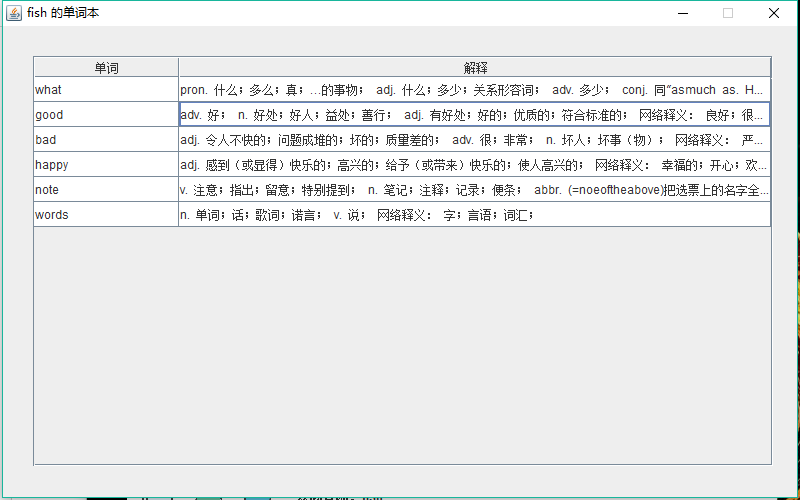 fish 的单词本
单词 解释
what pron. 什么；多么；真；…的事物； adj. 什么；多少；关系形容词； adv. 多少； conj. 同“asmuch as. H...
good adv. 好； n. 好处；好人；益处；善行； adj. 有好处；好的；优质的；符合标准的； 网络释义： 良好；很...
bad adj. 令人不快的；问题成堆的；坏的；质量差的； adv. 很；非常； n. 坏人；坏事（物）； 网络释义： 严...
happy adj. 感到（或显得）快乐的；高兴的；给予（或带来）快乐的；使人高兴的； 网络释义： 幸福的；开心；欢...
note v. 注意；指出；留意；特别提到； n. 笔记；注释；记录；便条； abbr. (=noeoftheabove)把选票上的名字全...
words n. 单词；话；歌词；诺言； v. 说； 网络释义： 字；言语；词汇；